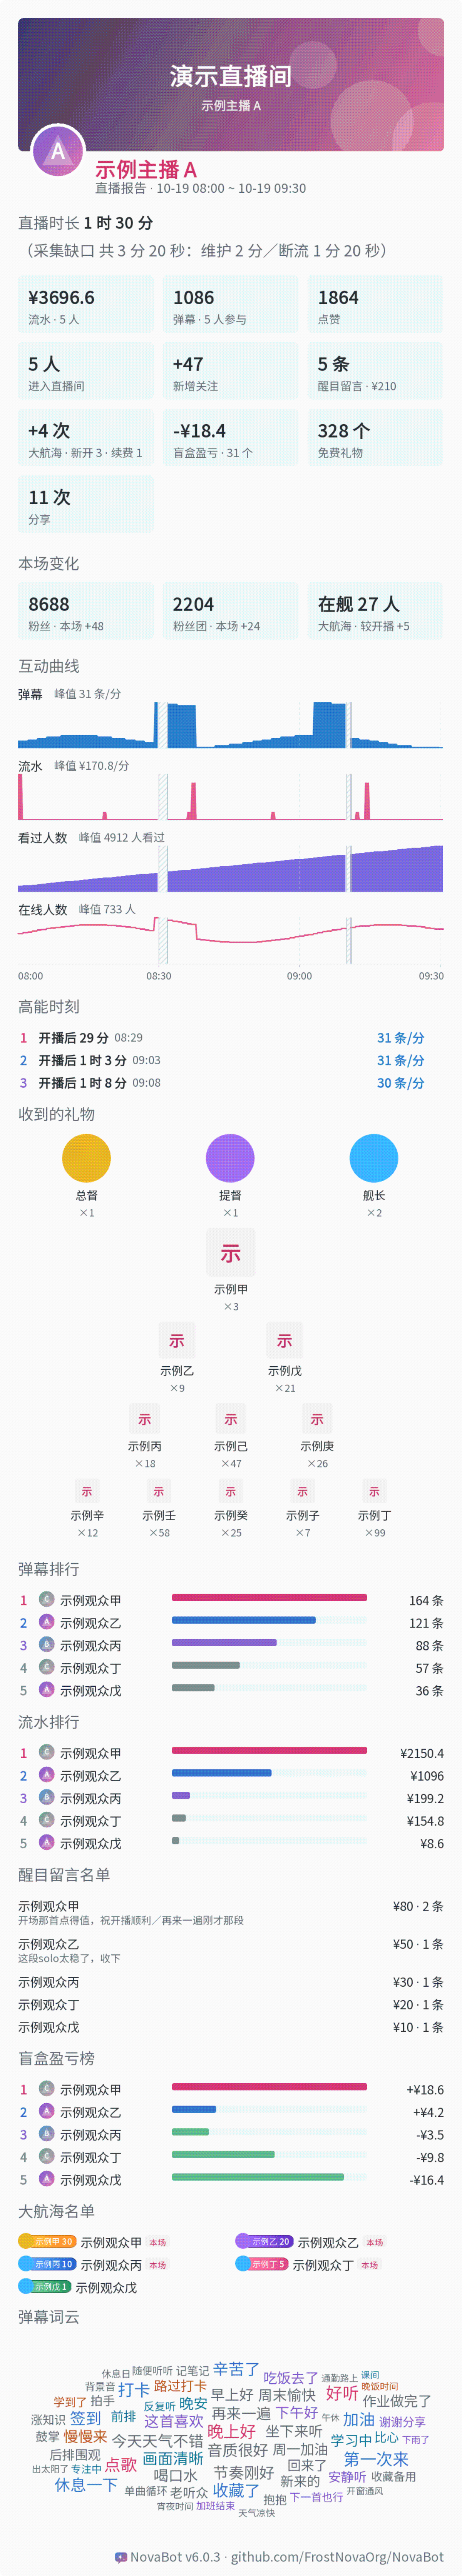 演示直播间
示例主播 A
A
示例主播 A
直播报告 · 10-19 08:00 ~ 10-19 09:30
直播时长 1 时 30 分
（采集缺口 共 3 分 20 秒：维护 2 分／断流 1 分 20 秒）
¥3696.6
流水 · 5 人
1086
弹幕 · 5 人参与
1864
点赞
5 人
进入直播间
+47
新增关注
5 条
醒目留言 · ¥210
+4 次
大航海 · 新开 3 · 续费 1
-¥18.4
盲盒盈亏 · 31 个
328 个
免费礼物
11 次
分享
本场变化
8688
粉丝 · 本场 +48
2204
粉丝团 · 本场 +24
在舰 27 人
大航海 · 较开播 +5
互动曲线
弹幕 峰值 31 条/分
流水 峰值 ¥170.8/分
看过人数 峰值 4912 人看过
在线人数 峰值 733 人
08:00 08:30 09:00 09:30
高能时刻
1 开播后 29 分 08:29 31 条/分
2 开播后 1 时 3 分 09:03 31 条/分
3 开播后 1 时 8 分 09:08 30 条/分
收到的礼物
总督 提督 舰长
×1 ×1 ×2
示
示例甲
×3
示 示
示例乙 示例戊
×9 ×21
示 示 示
示例丙 示例己 示例庚
×18 ×47 ×26
示 示 示 示 示
示例辛 示例壬 示例癸 示例子 示例丁
×12 ×58 ×25 ×7 ×99
弹幕排行
1 C 示例观众甲 164 条
2 A 示例观众乙 121 条
3 B 示例观众丙 88 条
4 C 示例观众丁 57 条
5 A 示例观众戊 36 条
流水排行
1 C 示例观众甲 ¥2150.4
2 A 示例观众乙 ¥1096
3 B 示例观众丙 ¥199.2
4 C 示例观众丁 ¥154.8
5 A 示例观众戊 ¥8.6
醒目留言名单
示例观众甲 ¥80 · 2 条
开场那首点得值，祝开播顺利／再来一遍刚才那段
示例观众乙 ¥50 · 1 条
这段solo太稳了，收下
示例观众丙 ¥30 · 1 条
示例观众丁 ¥20 · 1 条
示例观众戊 ¥10 · 1 条
盲盒盈亏榜
1 C 示例观众甲 +¥18.6
2 A 示例观众乙 +¥4.2
3 B 示例观众丙 -¥3.5
4 C 示例观众丁 -¥9.8
5 A 示例观众戊 -¥16.4
大航海名单
示例甲 30 示例观众甲 本场 示例乙 20 示例观众乙 本场
示例丙 10 示例观众丙 本场 示例丁 5 示例观众丁 本场
示例戊 1 示例观众戊
弹幕词云
休息日 随便听听 记笔记 辛苦了 吃饭去了 通勤路上 课间
背景音 打卡 路过打卡 早上好 周末愉快 好听 晚饭时间
学到了 拍手 反复听 晚安 作业做完了
涨知识 签到 前排 这首喜欢 再来一遍 下午好 午休 加油 谢谢分享
鼓掌 慢慢来 今天天气不错 晚上好 坐下来听 学习中 比心 下雨了
后排围观 画面清晰 音质很好 周一加油 第一次来
出太阳了 专注中 点歌 喝口水 节奏刚好 回来了 安静听 收藏备用
休息一下 单曲循环 老听众 收藏了 新来的 开窗通风
宵夜时间 加班结束 抱抱 下一首也行
天气凉快
NovaBot v6.0.3 · github.com/FrostNovaOrg/NovaBot